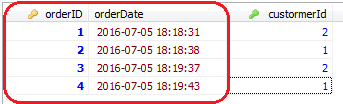 orderID orderDate custormerId
1 2016-07-05 18:18:31 2
2 2016-07-05 18:18:38 1
3 2016-07-05 18:19:37 2
4 2016-07-05 18:19:43 1